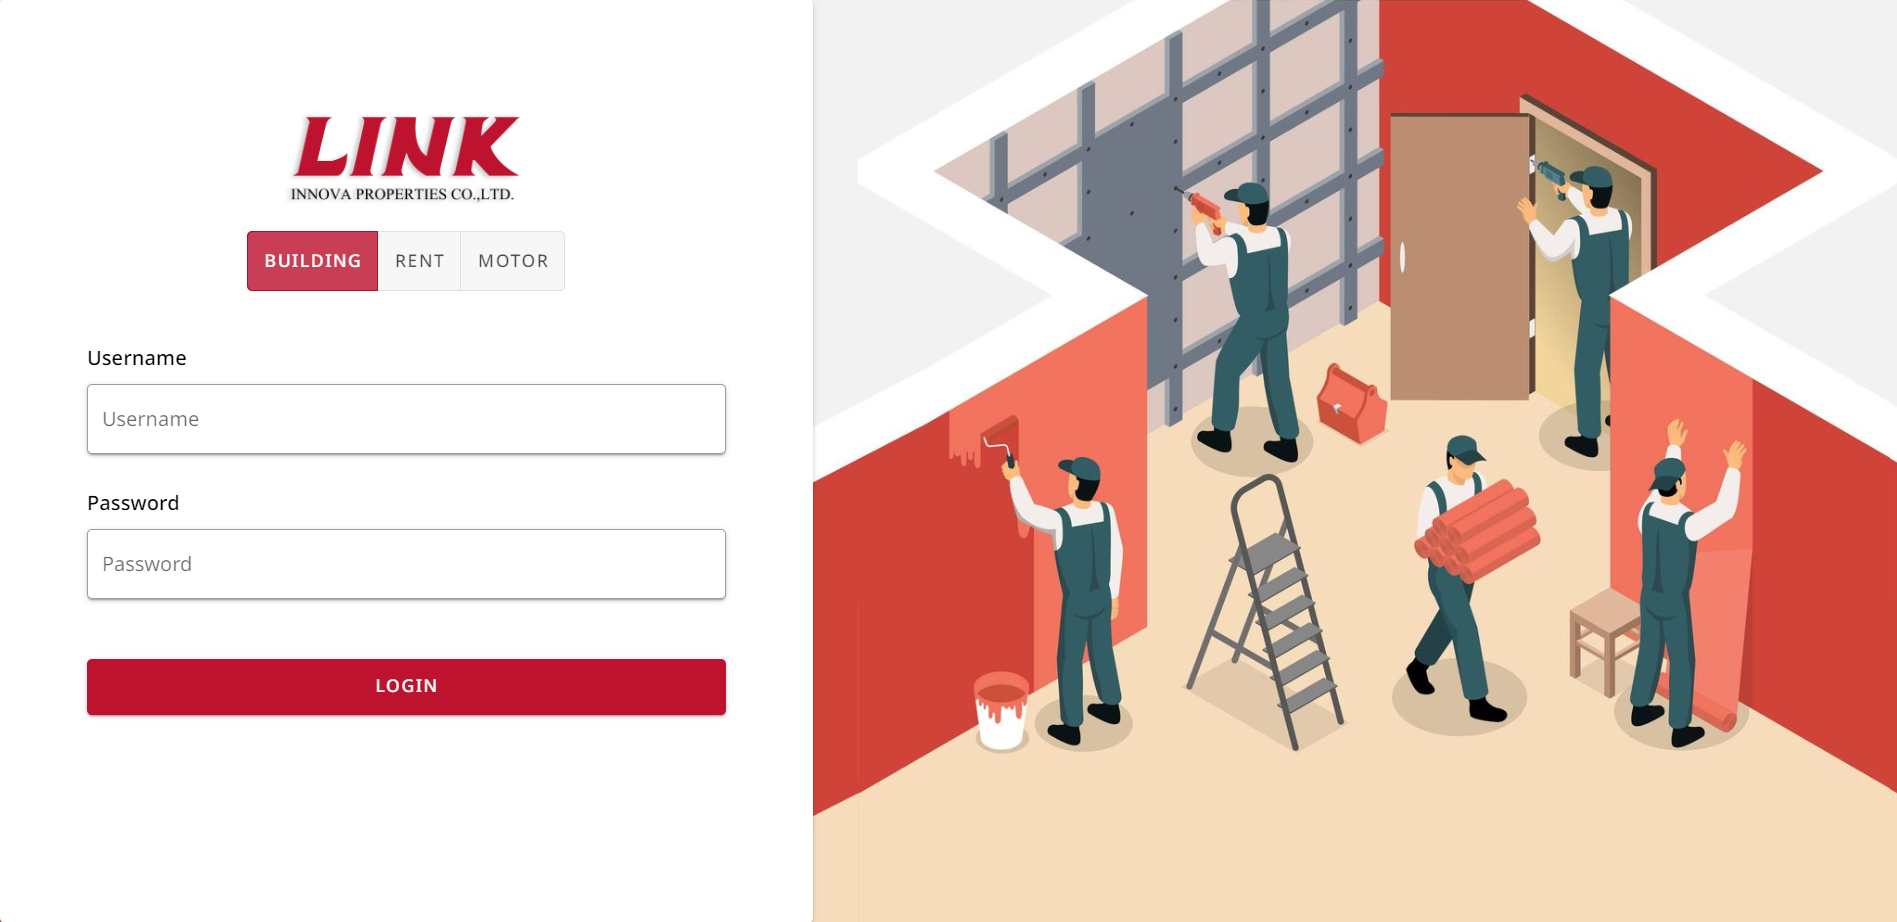 LINK
INNOVA PROPERTIES CO.,LTD.
BUILDING RENT MOTOR
Username
Username
Password
Password
LOGIN